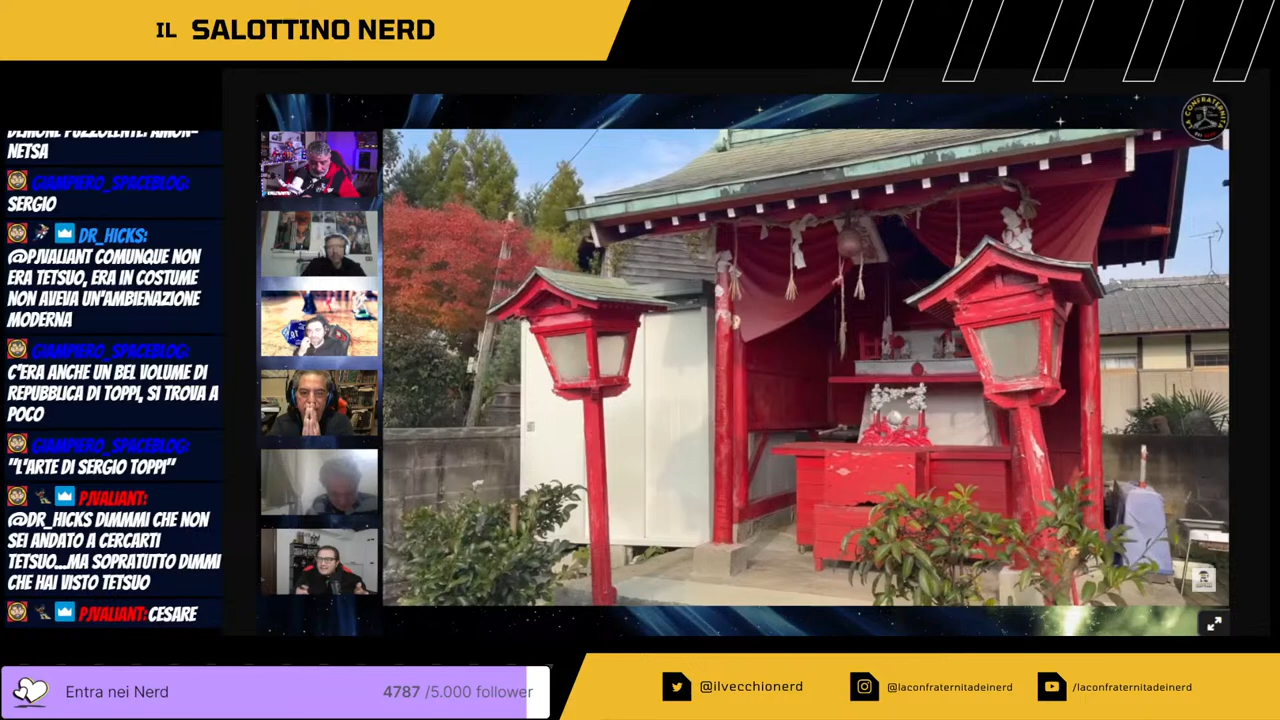 IL SALOTTINO NERD
DEMONE PUZZOLENTE: AMON-
NETSA
GIAMPIERO_SPACEBLOG:
SERGIO
DR_HICKS:
@PJVALIANT COMUNQUE NON
ERA TETSUO, ERA IN COSTUME
NON AVEVA UN'AMBIENAZIONE
MODERNA
GIAMPIERO_SPACEBLOG:
C'ERA ANCHE UN BEL VOLUME DI
REPUBBLICA DI TOPPI, SI TROVA A
POCO
GIAMPIERO_SPACEBLOG:
"L'ARTE DI SERGIO TOPPI"
PJVALIANT:
@DR_HICKS DIMMMI CHE NON
SEI ANDATO A CERCARTI
TETSUO...MA SOPRATUTTO DIMMI
CHE HAI VISTO TETSUO
PJVALIANT: CESARE
LA CONFRATERNITA
Entra nei Nerd
4787 /5.000 follower
@ilvecchionerd
@laconfraternitadeinerd
/laconfraternitadeinerd